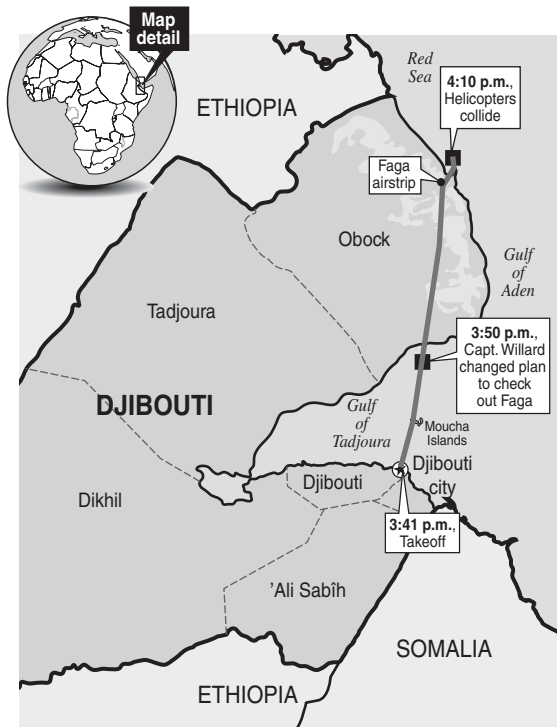 Map
detail
Red
Sea
4:10 p.m.,
Helicopters
collide
ETHIOPIA
Faga
airstrip
Obock
Gulf
of
Aden
Tadjoura
3:50 p.m.,
Capt. Willard
changed plan
to check
out Faga
DJIBOUTI
Gulf
of
Tadjoura
Moucha
Islands
Djibouti
Djibouti
city
Dikhil
3:41 p.m.,
Takeoff
’Ali Sabîh
SOMALIA
ETHIOPIA